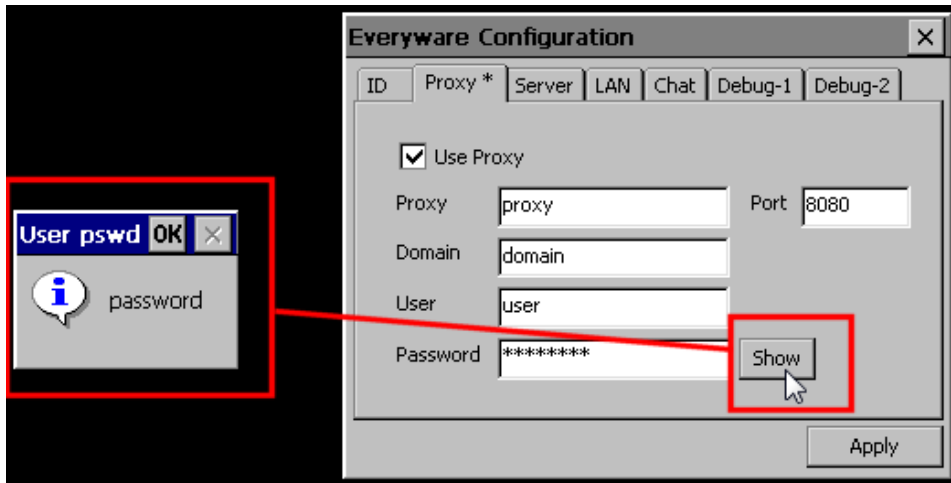 Everyware Configuration
ID Proxy * Server LAN Chat Debug-1 Debug-2
Use Proxy
Proxy proxy Port 8080
Domain domain
User user
Password ******** Show
Apply
User pswd OK
password